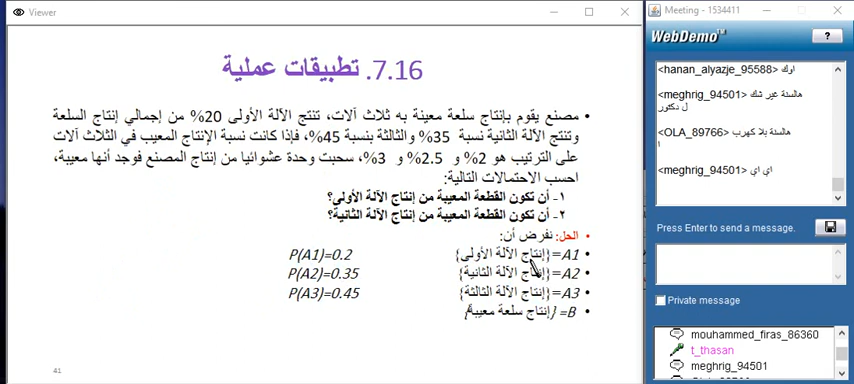 Viewer
Meeting - 1534411
WebDemo™
?
7.16. تطبيقات عملية
• مصنع يقوم بإنتاج سلعة معينة به ثلاث آلات، تنتج الآلة الأولى 20% من إجمالي إنتاج السلعة
وتنتج الآلة الثانية نسبة 35% والثالثة بنسبة 45%، فإذا كانت نسبة الإنتاج المعيب في الثلاث آلات
على الترتيب هو 2% و 2.5% و 3%، سحبت وحدة عشوائيا من إنتاج المصنع فوجد أنها معيبة،
احسب الاحتمالات التالية:
١- أن تكون القطعة المعيبة من إنتاج الآلة الأولى؟
٢- أن تكون القطعة المعيبة من إنتاج الآلة الثانية؟
• الحل: نفرض أن:
• A1={إنتاج الآلة الأولى} P(A1)=0.2
• A2={إنتاج الآلة الثانية} P(A2)=0.35
• A3={إنتاج الآلة الثالثة} P(A3)=0.45
• B={إنتاج سلعة معيبة}
41
<hanan_alyazje_95588> اوك
<meghrig_94501> هالسنة غير شك
ل دكتور
<OLA_89766> هالسنة بلا كهرب
ا
<meghrig_94501> اي اي
Press Enter to send a message.
Private message
mouhammed_firas_86360
t_thasan
meghrig_94501